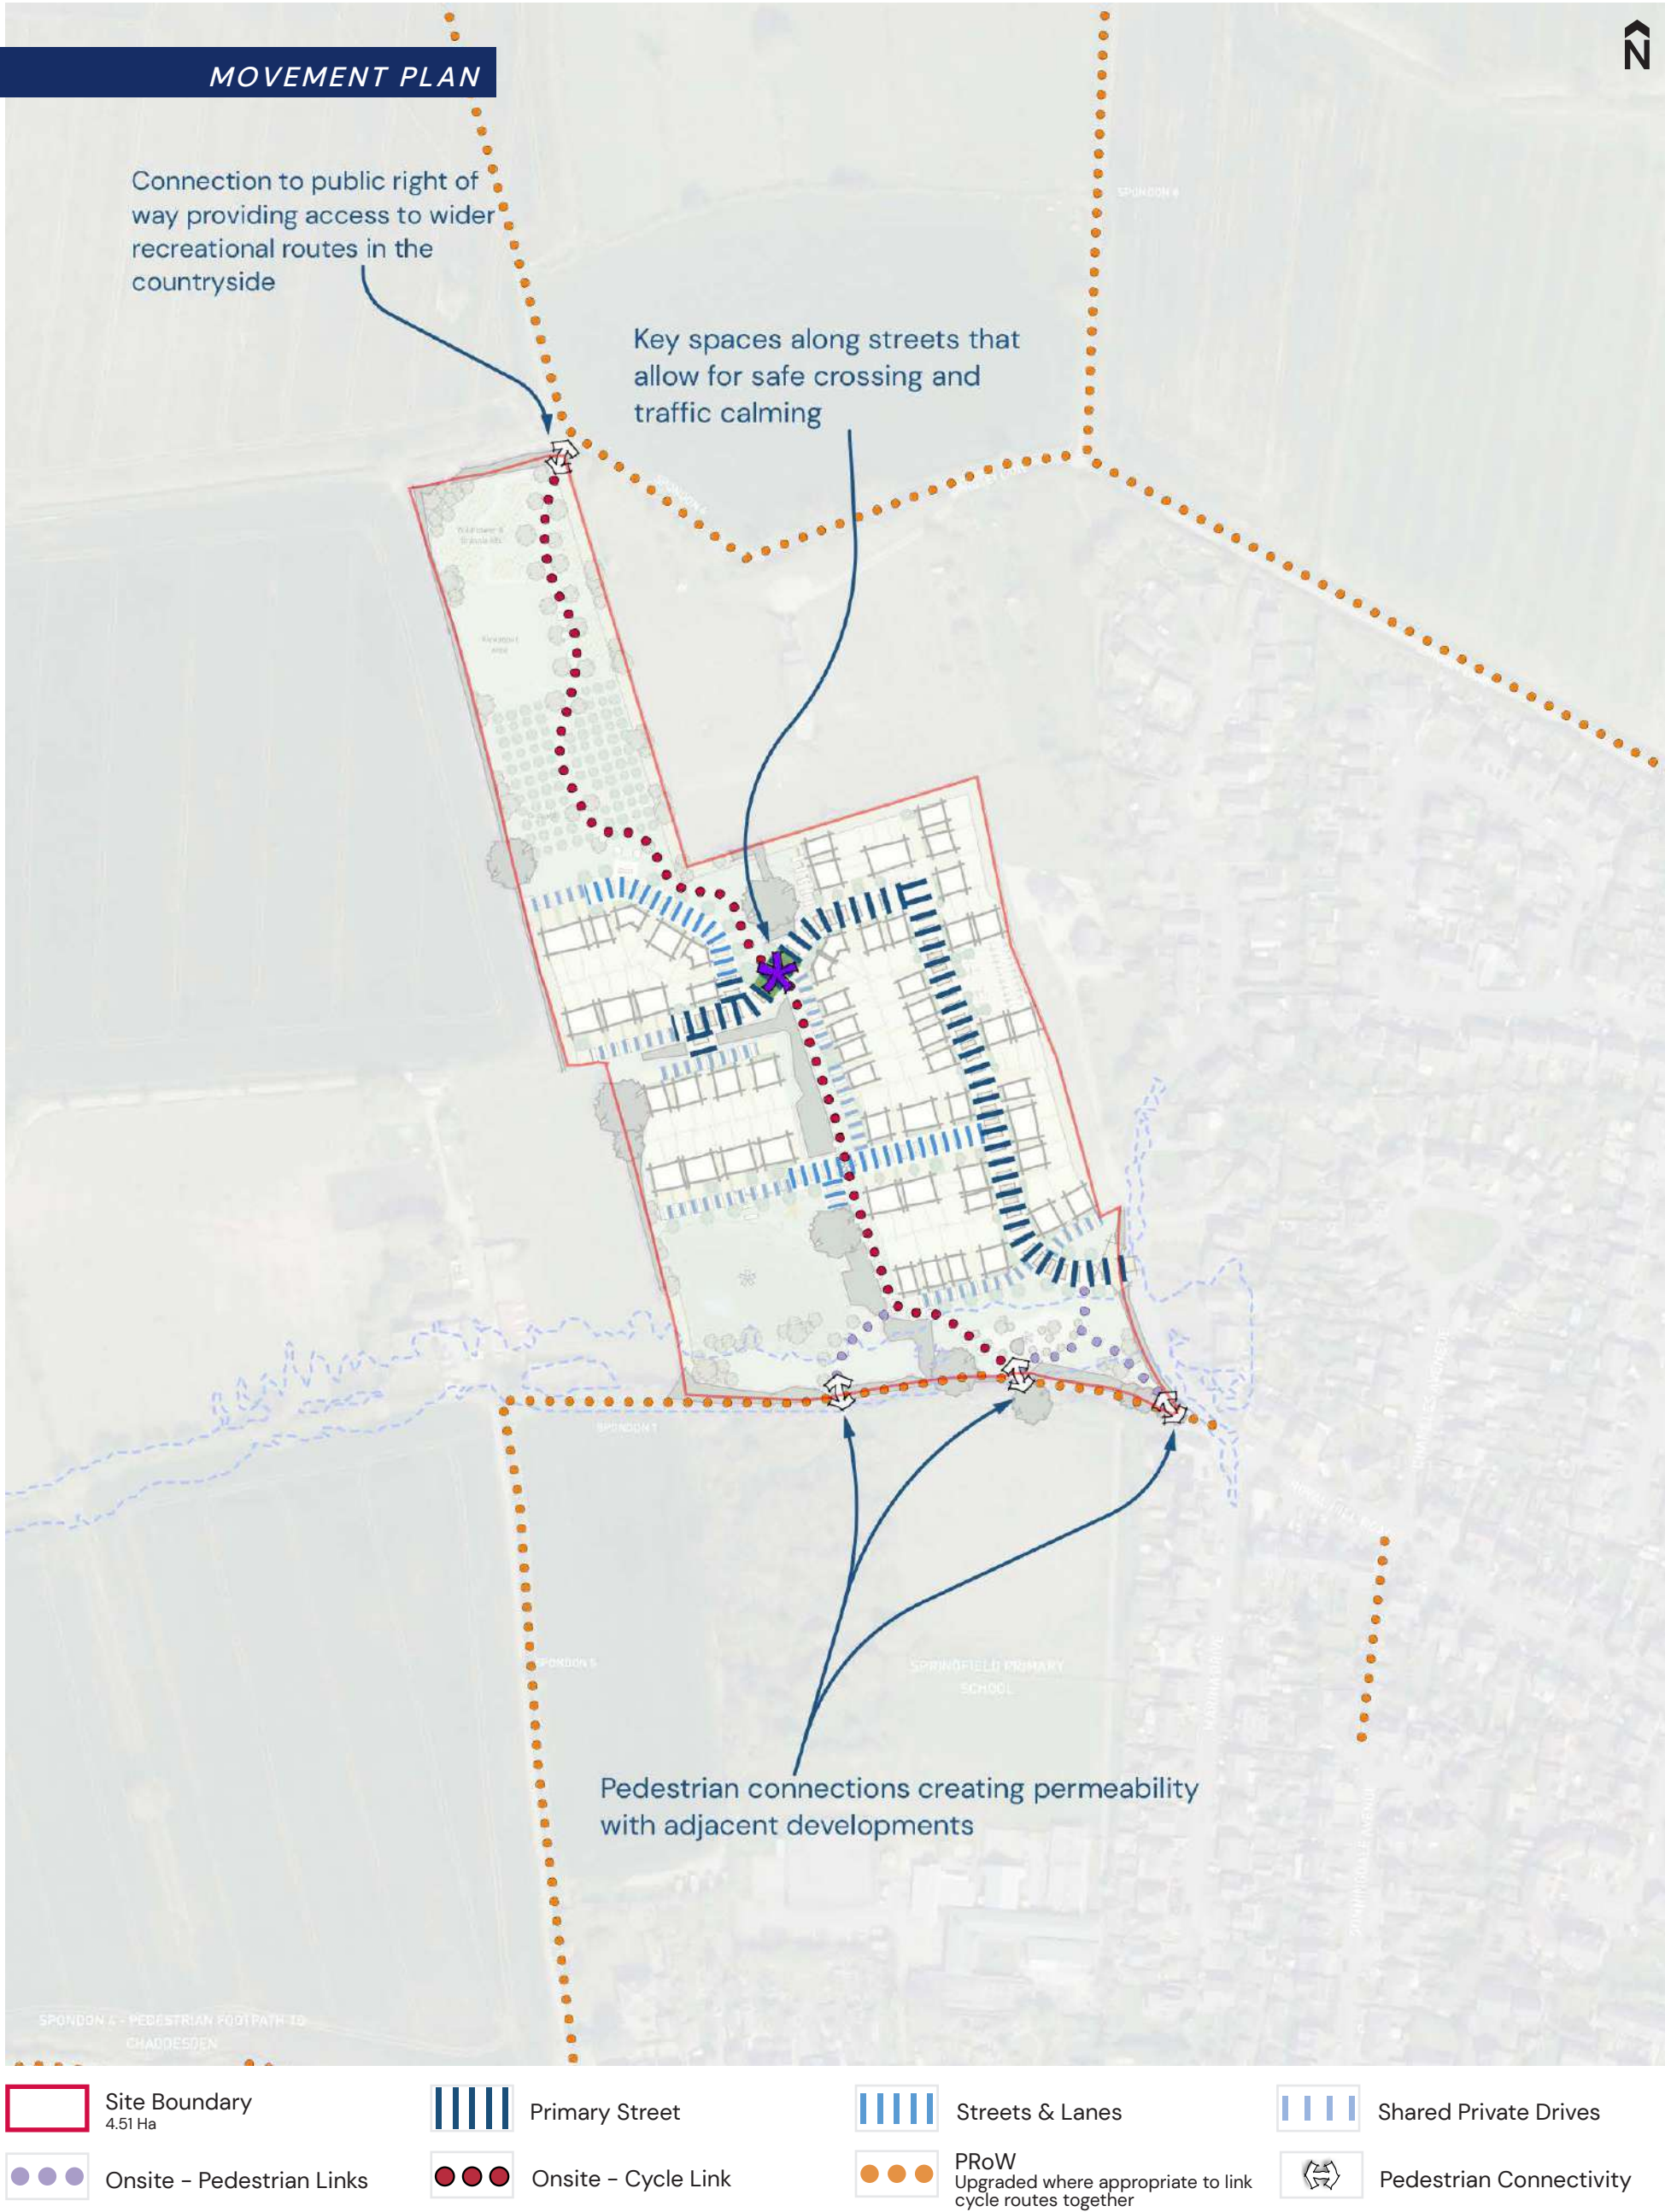 MOVEMENT PLAN
N
Connection to public right of
way providing access to wider
recreational routes in the
countryside
Key spaces along streets that
allow for safe crossing and
traffic calming
SPONDON 6
SPONDON 7
SPONDON 5
SPRINGFIELD PRIMARY
SCHOOL
Pedestrian connections creating permeability
with adjacent developments
SPONDON 4 - PEDESTRIAN FOOTPATH TO
CHADDESDEN
Site Boundary
4.51 Ha
Primary Street
Streets & Lanes
Shared Private Drives
Onsite - Pedestrian Links
Onsite - Cycle Link
PRoW
Upgraded where appropriate to link
cycle routes together
Pedestrian Connectivity